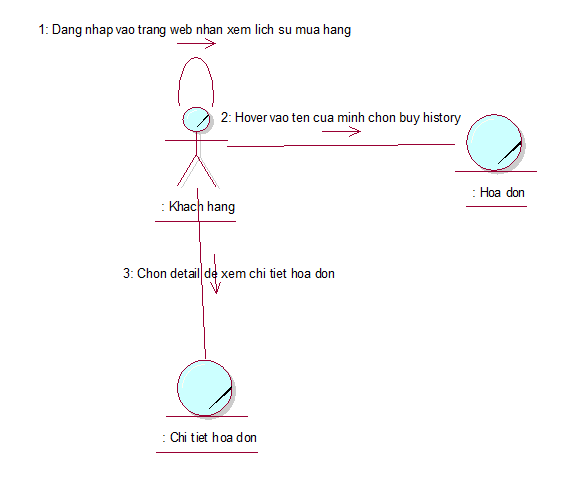 1: Dang nhap vao trang web nhan xem lich su mua hang
2: Hover vao ten cua minh chon buy history
: Hoa don
: Khach hang
3: Chon detail de xem chi tiet hoa don
: Chi tiet hoa don